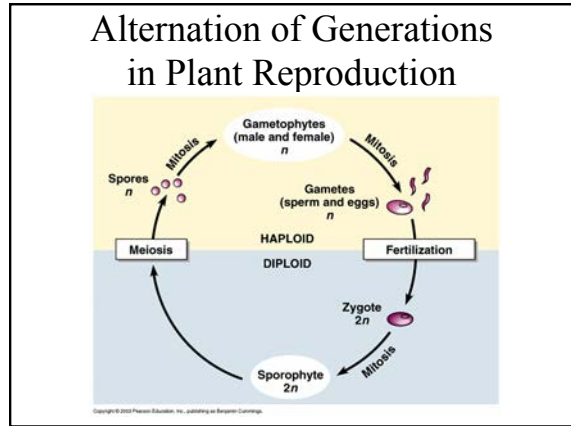 Alternation of Generations
in Plant Reproduction
Gametophytes
(male and female)
n
Mitosis
Mitosis
Spores
n
Gametes
(sperm and eggs)
n
HAPLOID
Meiosis
Fertilization
DIPLOID
Zygote
2n
Mitosis
Sporophyte
2n
Copyright © 2003 Pearson Education, Inc., publishing as Benjamin Cummings.